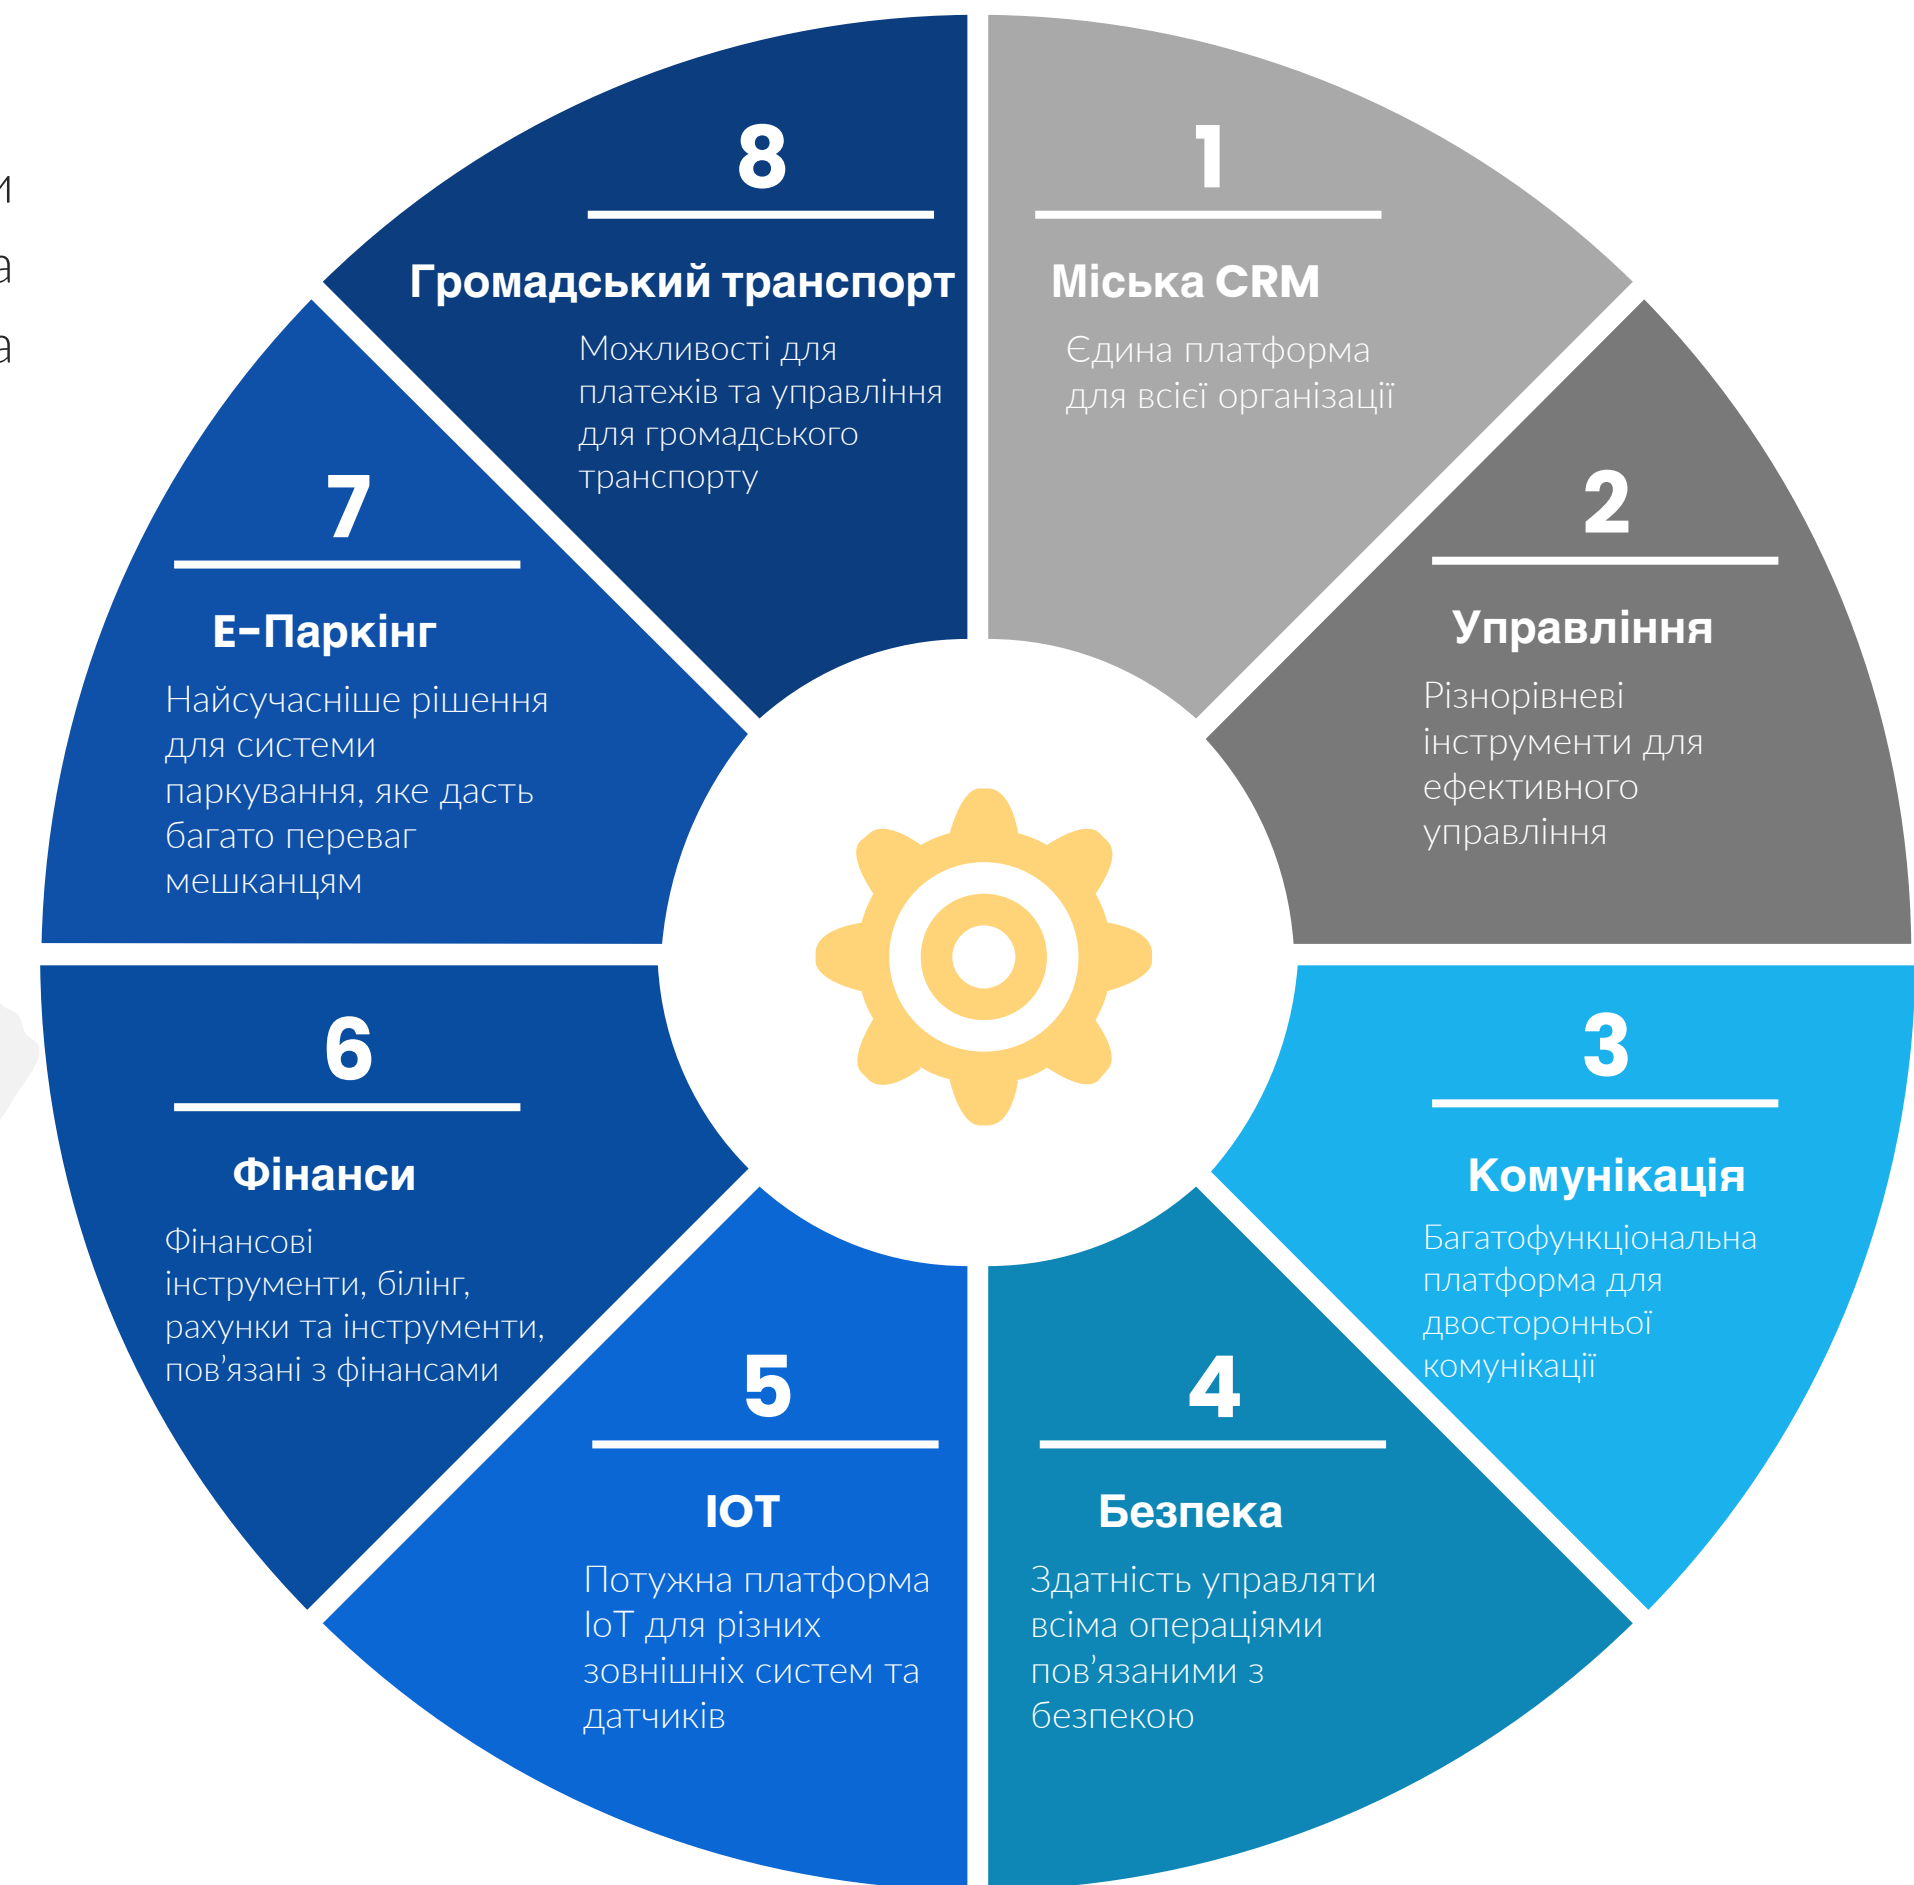 и
а
а
1
Міська CRM
Єдина платформа
для всієї організації
2
Управління
Різнорівневі
інструменти для
ефективного
управління
3
Комунікація
Багатофункціональна
платформа для
двосторонньої
комунікації
4
Безпека
Здатність управляти
всіма операціями
пов’язаними з
безпекою
5
ІОТ
Потужна платформа
IoT для різних
зовнішніх систем та
датчиків
6
Фінанси
Фінансові
інструменти, білінг,
рахунки та інструменти,
пов’язані з фінансами
7
Е-Паркінг
Найсучасніше рішення
для системи
паркування, яке дасть
багато переваг
мешканцям
8
Громадський транспорт
Можливості для
платежів та управління
для громадського
транспорту